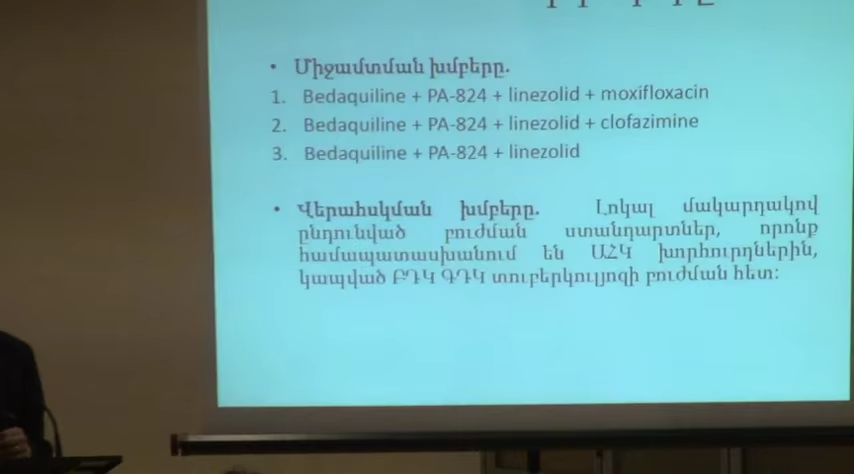 • Միջամտման խմբերը.
1. Bedaquiline + PA-824 + linezolid + moxifloxacin
2. Bedaquiline + PA-824 + linezolid + clofazimine
3. Bedaquiline + PA-824 + linezolid
• Վերահսկման խմբերը. Լոկալ մակարդակով
ընդունված բուժման ստանդարտներ, որոնք
համապատասխանում են ԱՀԿ խորհուրդներին,
կապված ԲԴԿ ԳԴԿ տուբերկուլյոզի բուժման հետ: